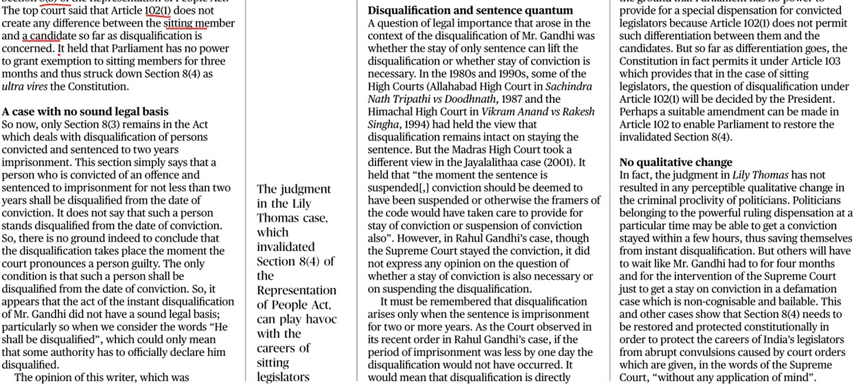 The top court said that Article 102(1) does not
create any difference between the sitting member
and a candidate so far as disqualification is
concerned. It held that Parliament has no power
to grant exemption to sitting members for three
months and thus struck down Section 8(4) as
ultra vires the Constitution.
A case with no sound legal basis
So now, only Section 8(3) remains in the Act
which deals with disqualification of persons
convicted and sentenced to two years
imprisonment. This section simply says that a
person who is convicted of an offence and
sentenced to imprisonment for not less than two
years shall be disqualified from the date of
conviction. It does not say that such a person
stands disqualified from the date of conviction.
So, there is no ground indeed to conclude that
the disqualification takes place the moment the
court pronounces a person guilty. The only
condition is that such a person shall be
disqualified from the date of conviction. So, it
appears that the act of the instant disqualification
of Mr. Gandhi did not have a sound legal basis;
particularly so when we consider the words “He
shall be disqualified”, which could only mean
that some authority has to officially declare him
disqualified.
The opinion of this writer, which was
The judgment
in the Lily
Thomas case,
which
invalidated
Section 8(4) of
the
Representation
of People Act,
can play havoc
with the
careers of
sitting
legislators
Disqualification and sentence quantum
A question of legal importance that arose in the
context of the disqualification of Mr. Gandhi was
whether the stay of only sentence can lift the
disqualification or whether stay of conviction is
necessary. In the 1980s and 1990s, some of the
High Courts (Allahabad High Court in Sachindra
Nath Tripathi vs Doodnath, 1987 and the
Himachal High Court in Vikram Anand vs Rakesh
Singha, 1994) had held the view that
disqualification remains intact on staying the
sentence. But the Madras High Court took a
different view in the Jayalalithaa case (2001). It
held that “the moment the sentence is
suspended[,] conviction should be deemed to
have been suspended or otherwise the framers of
the code would have taken care to provide for
stay of conviction or suspension of conviction
also”. However, in Rahul Gandhi’s case, though
the Supreme Court stayed the conviction, it did
not express any opinion on the question of
whether a stay of conviction is also necessary or
on suspending the disqualification.
It must be remembered that disqualification
arises only when the sentence is imprisonment
for two or more years. As the Court observed in
its recent order in Rahul Gandhi’s case, if the
period of imprisonment was less by one day the
disqualification would not have occurred. It
would mean that disqualification is directly
provide for a special dispensation for convicted
legislators because Article 102(1) does not permit
such differentiation between them and the
candidates. But so far as differentiation goes, the
Constitution in fact permits it under Article 103
which provides that in the case of sitting
legislators, the question of disqualification under
Article 102(1) will be decided by the President.
Perhaps a suitable amendment can be made in
Article 102 to enable Parliament to restore the
invalidated Section 8(4).
No qualitative change
In fact, the judgment in Lily Thomas has not
resulted in any perceptible qualitative change in
the criminal proclivity of politicians. Politicians
belonging to the powerful ruling dispensation at a
particular time may be able to get a conviction
stayed within a few hours, thus saving themselves
from instant disqualification. But others will have
to wait like Mr. Gandhi had to for four months
and for the intervention of the Supreme Court
just to get a stay on conviction in a defamation
case which is non-cognisable and bailable. This
and other cases show that Section 8(4) needs to
be restored and protected constitutionally in
order to protect the careers of India’s legislators
from abrupt convulsions caused by court orders
which are given, in the words of the Supreme
Court, “without any application of mind”.